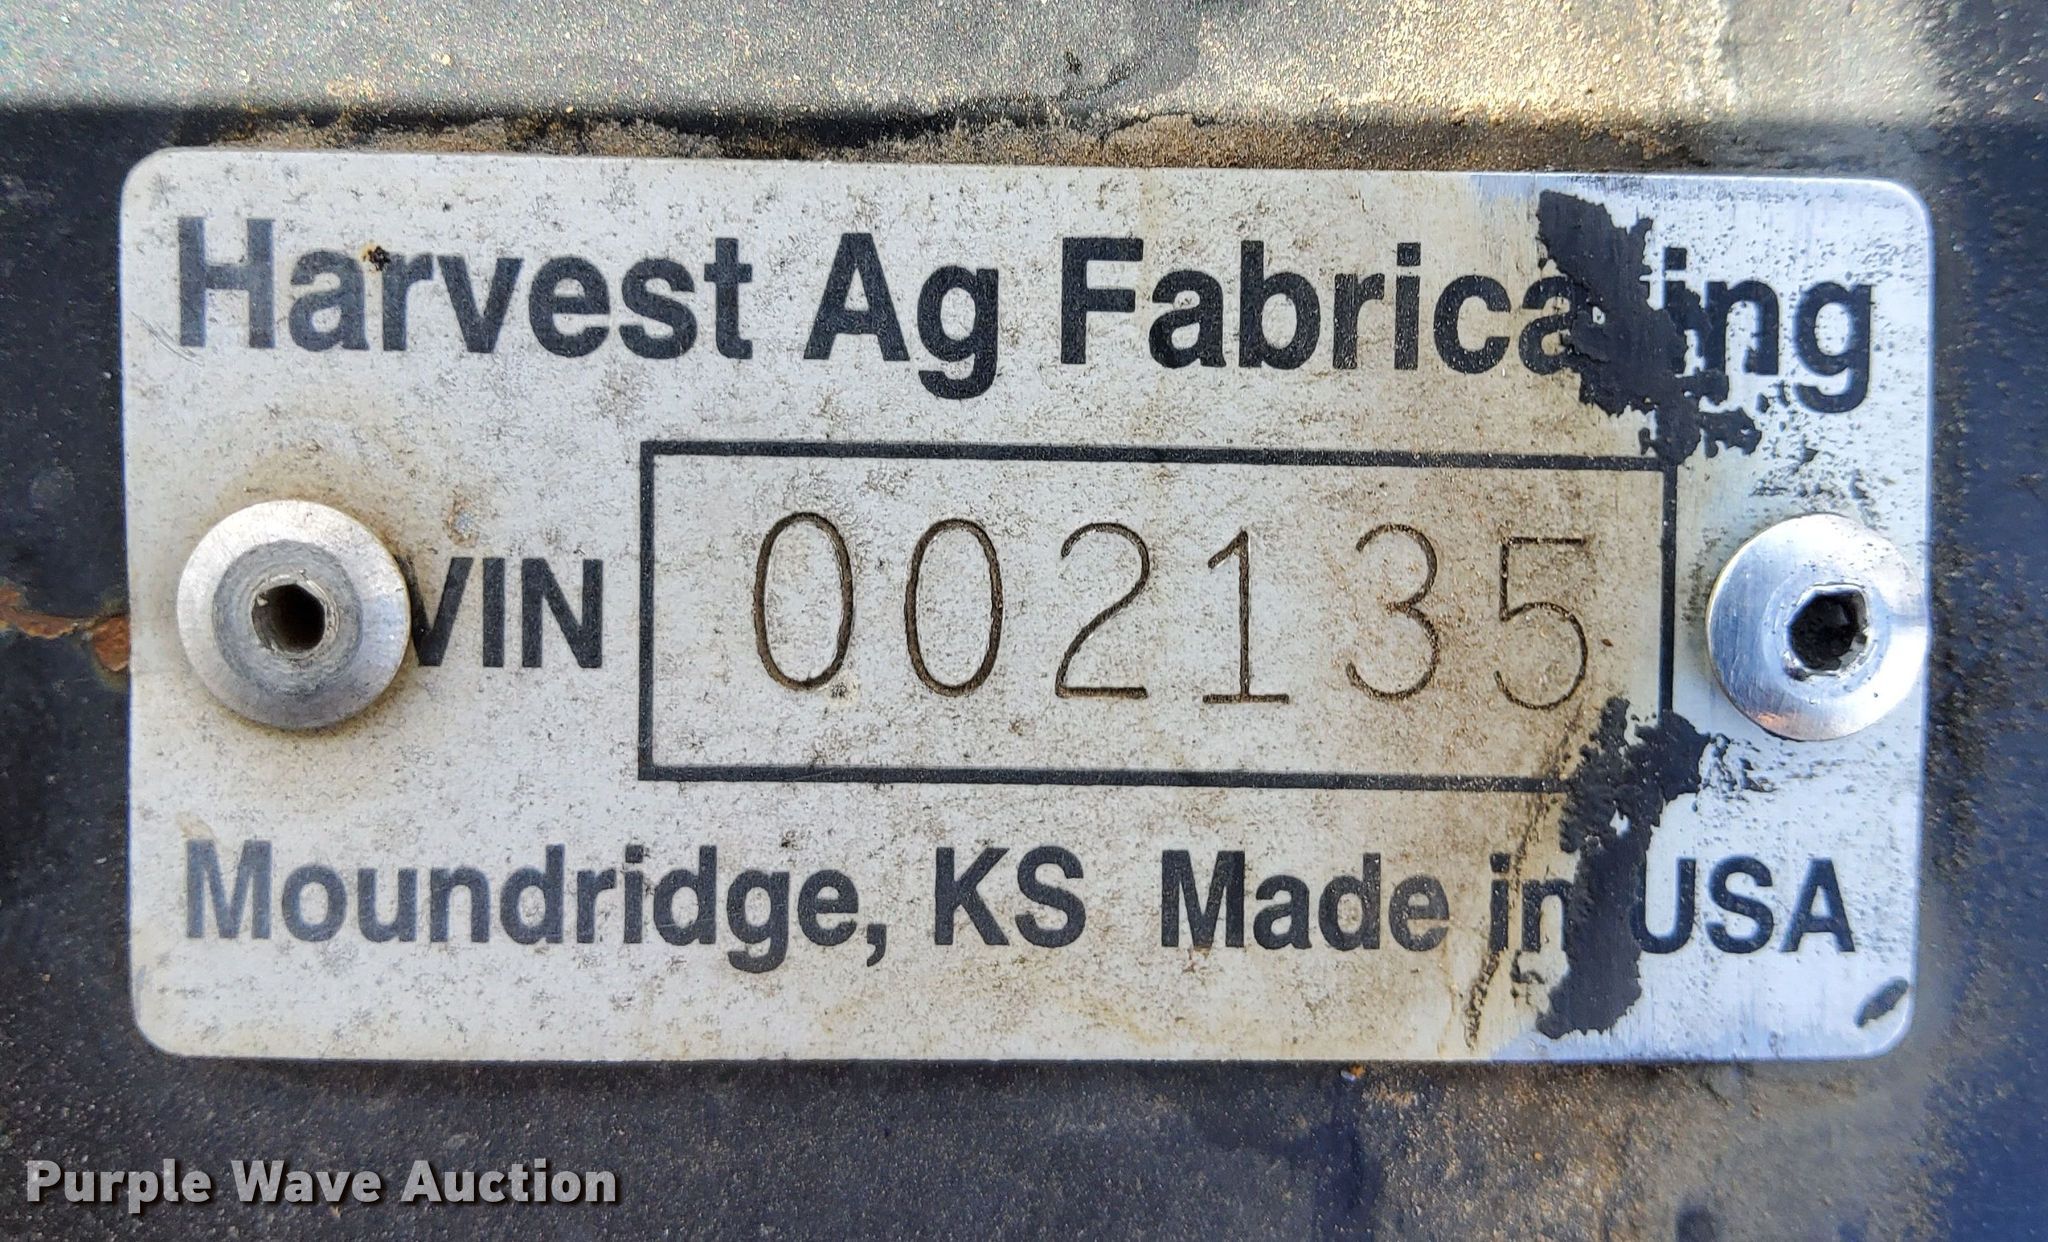 Harvest Ag Fabricating
VIN 002135
Moundridge, KS Made in USA
Purple Wave Auction